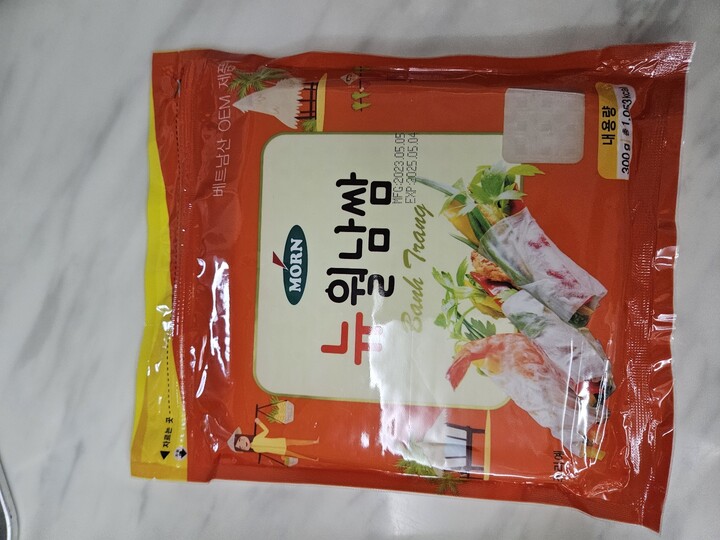 자르는 곳
베트남산 OEM 제품
MORN
뉴월남쌈
Banh Trang
MFG:2023.05.05
EXP:2025.05.04
내용량
300g